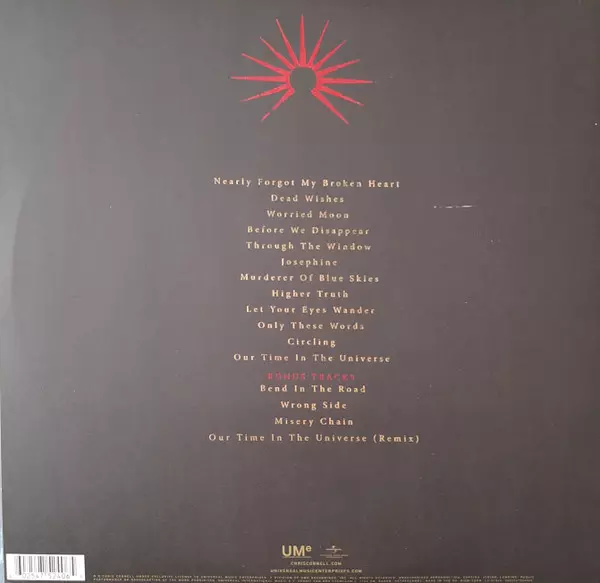 Nearly Forgot My Broken Heart
Dead Wishes
Worried Moon
Before We Disappear
Through The Window
Josephine
Murderer Of Blue Skies
Higher Truth
Let Your Eyes Wander
Only These Words
Circling
Our Time In The Universe
BONUS TRACKS
Bend In The Road
Wrong Side
Misery Chain
Our Time In The Universe (Remix)
UMe
UNIVERSAL
CHRISCORNELL.COM
UNIVERSALMUSICENTERPRISES.COM